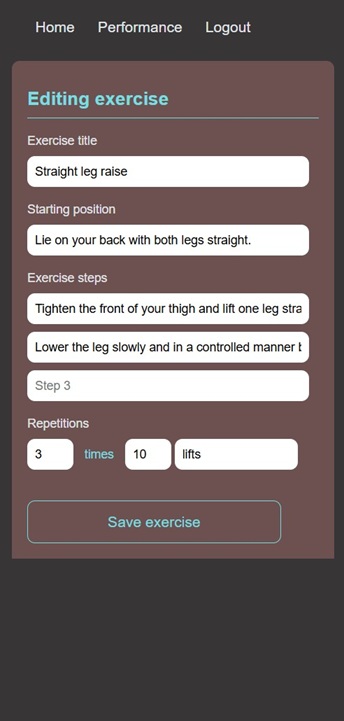 Home Performance Logout
Editing exercise
Exercise title
Straight leg raise
Starting position
Lie on your back with both legs straight.
Exercise steps
Tighten the front of your thigh and lift one leg stra
Lower the leg slowly and in a controlled manner
Step 3
Repetitions
3 times 10 lifts
Save exercise